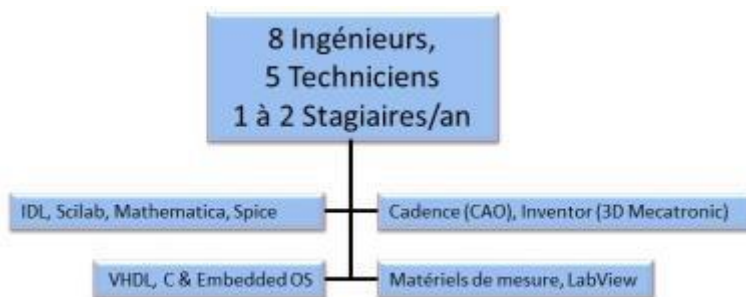 8 Ingénieurs,
5 Techniciens
1 à 2 Stagiaires/an
IDL, Scilab, Mathematica, Spice
Cadence (CAO), Inventor (3D Mecatronic)
VHDL, C & Embedded OS
Matériels de mesure, LabView